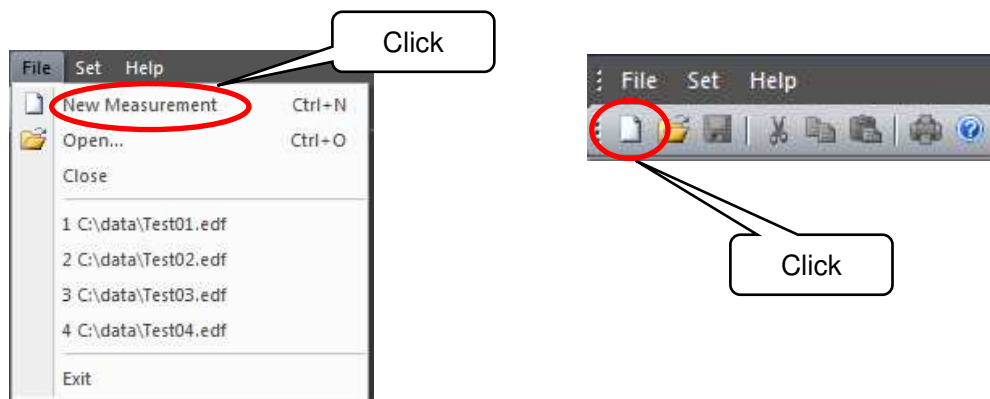 Click
File Set Help
New Measurement Ctrl+N
Open... Ctrl+O
Close
1 C:\data\Test01.edf
2 C:\data\Test02.edf
3 C:\data\Test03.edf
4 C:\data\Test04.edf
Exit
File Set Help
Click